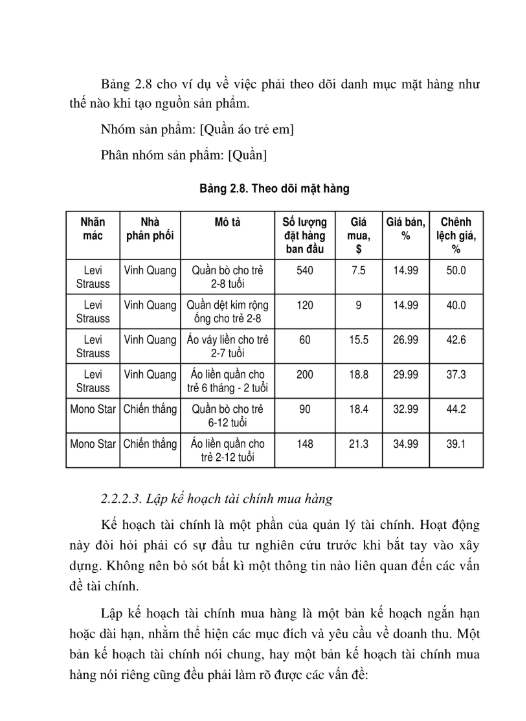 Bảng 2.8 cho ví dụ về việc phải theo dõi danh mục mặt hàng như
thế nào khi tạo nguồn sản phẩm.
Nhóm sản phẩm: [Quần áo trẻ em]
Phân nhóm sản phẩm: [Quần]
Bảng 2.8. Theo dõi mặt hàng
Nhãn mác | Nhà phân phối | Mô tả | Số lượng đặt hàng ban đầu | Giá mua, $ | Giá bán, % | Chênh lệch giá, %
Levi Strauss | Vinh Quang | Quần bò cho trẻ 2-8 tuổi | 540 | 7.5 | 14.99 | 50.0
Levi Strauss | Vinh Quang | Quần dệt kim rộng ống cho trẻ 2-8 | 120 | 9 | 14.99 | 40.0
Levi Strauss | Vinh Quang | Áo váy liền cho trẻ 2-7 tuổi | 60 | 15.5 | 26.99 | 42.6
Levi Strauss | Vinh Quang | Áo liền quần cho trẻ 6 tháng - 2 tuổi | 200 | 18.8 | 29.99 | 37.3
Mono Star | Chiến thắng | Quần bò cho trẻ 6-12 tuổi | 90 | 18.4 | 32.99 | 44.2
Mono Star | Chiến thắng | Áo liền quần cho trẻ 2-12 tuổi | 148 | 21.3 | 34.99 | 39.1
2.2.2.3. Lập kế hoạch tài chính mua hàng
Kế hoạch tài chính là một phần của quản lý tài chính. Hoạt động
này đòi hỏi phải có sự đầu tư nghiên cứu trước khi bắt tay vào xây
dựng. Không nên bỏ sót bất kì một thông tin nào liên quan đến các vấn
đề tài chính.
Lập kế hoạch tài chính mua hàng là một bản kế hoạch ngắn hạn
hoặc dài hạn, nhằm thể hiện các mục đích và yêu cầu về doanh thu. Một
bản kế hoạch tài chính nói chung, hay một bản kế hoạch tài chính mua
hàng nói riêng cũng đều phải làm rõ được các vấn đề: